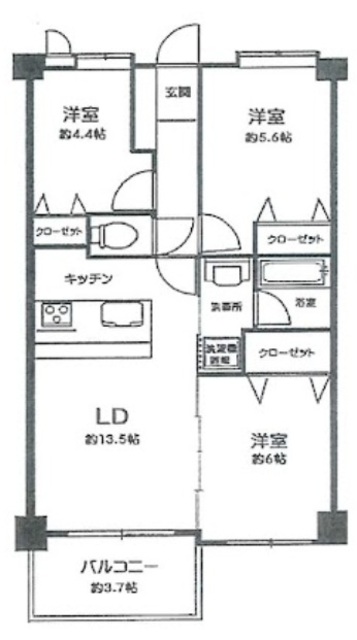 玄関
洋室
約4.4帖
洋室
約5.6帖
クローゼット
クローゼット
キッチン
洗面所
浴室
洗濯機
置場
クローゼット
LD
約13.5帖
洋室
約6帖
バルコニー
約3.7帖